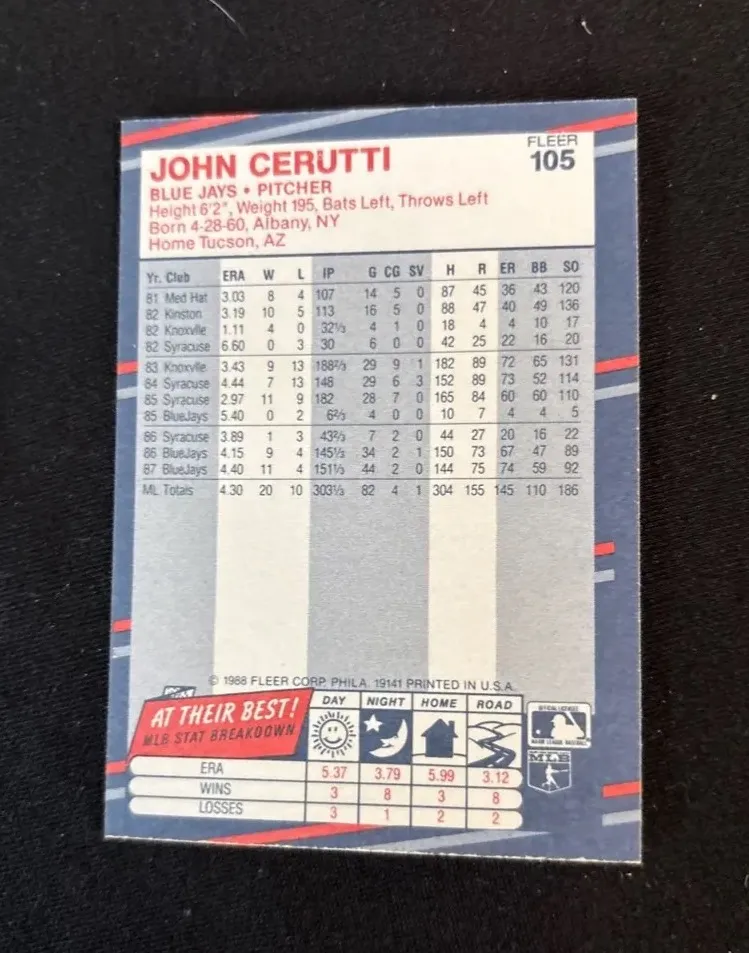 FLEER
JOHN CERUTTI 105
BLUE JAYS • PITCHER
Height 6'2", Weight 195, Bats Left, Throws Left
Born 4-28-60, Albany, NY
Home Tucson, AZ
Yr. Club ERA W L IP G CG SV H R ER BB SO
81 Med Hat 3.03 8 4 107 14 5 0 87 45 36 43 120
82 Kinston 3.19 10 5 113 16 5 0 88 47 40 49 136
82 Knoxvlle 1.11 4 0 32⅓ 4 1 0 18 4 4 10 17
82 Syracuse 6.60 0 3 30 6 0 0 42 25 22 16 20
83 Knoxvlle 3.43 9 13 188⅔ 29 9 1 182 89 72 65 131
84 Syracuse 4.44 7 13 148 29 6 3 152 89 73 52 114
85 Syracuse 2.97 11 9 182 28 7 0 165 84 60 60 110
85 BlueJays 5.40 0 2 6⅔ 4 0 0 10 7 4 4 5
86 Syracuse 3.89 1 3 43⅔ 7 2 0 44 27 20 16 22
86 BlueJays 4.15 9 4 145⅓ 34 2 1 150 73 67 47 89
87 BlueJays 4.40 11 4 151⅓ 44 2 0 144 75 74 59 92
ML Totals 4.30 20 10 303⅓ 82 4 1 304 155 145 110 186
© 1988 FLEER CORP. PHILA. 19141 PRINTED IN U.S.A.
AT THEIR BEST! DAY NIGHT HOME ROAD
MLB STAT BREAKDOWN
OFFICIAL LICENSEE
MAJOR LEAGUE BASEBALL
MLB
ERA 5.37 3.79 5.99 3.12
WINS 3 8 3 8
LOSSES 3 1 2 2